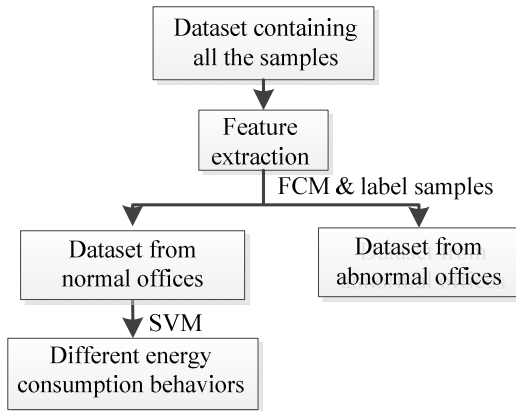 Dataset containing
all the samples
Feature
extraction
FCM & label samples
Dataset from
normal offices
Dataset from
abnormal offices
SVM
Different energy
consumption behaviors